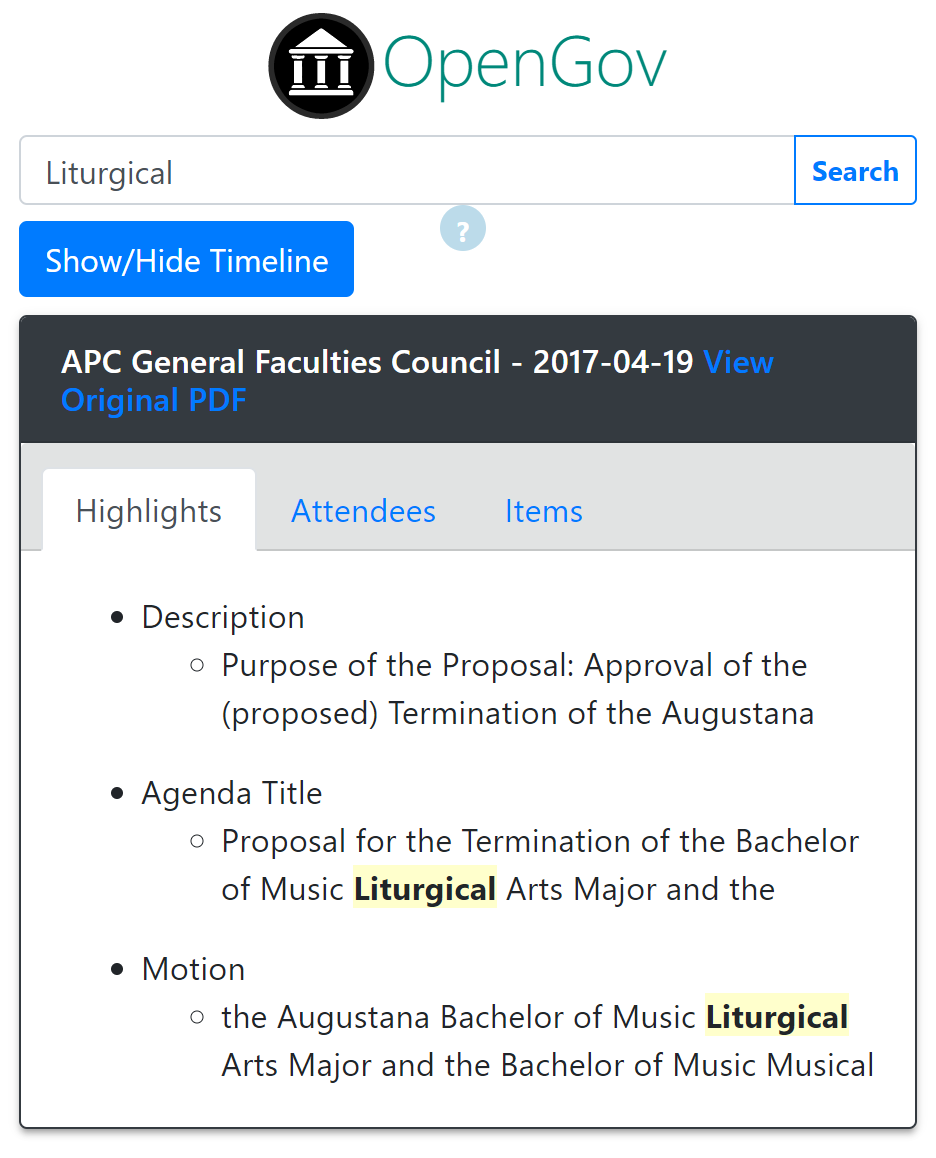 OpenGov
Liturgical
Search
?
Show/Hide Timeline
APC General Faculties Council - 2017-04-19 View
Original PDF
Highlights
Attendees
Items
Description
Purpose of the Proposal: Approval of the
(proposed) Termination of the Augustana
Agenda Title
Proposal for the Termination of the Bachelor
of Music Liturgical Arts Major and the
Motion
the Augustana Bachelor of Music Liturgical
Arts Major and the Bachelor of Music Musical